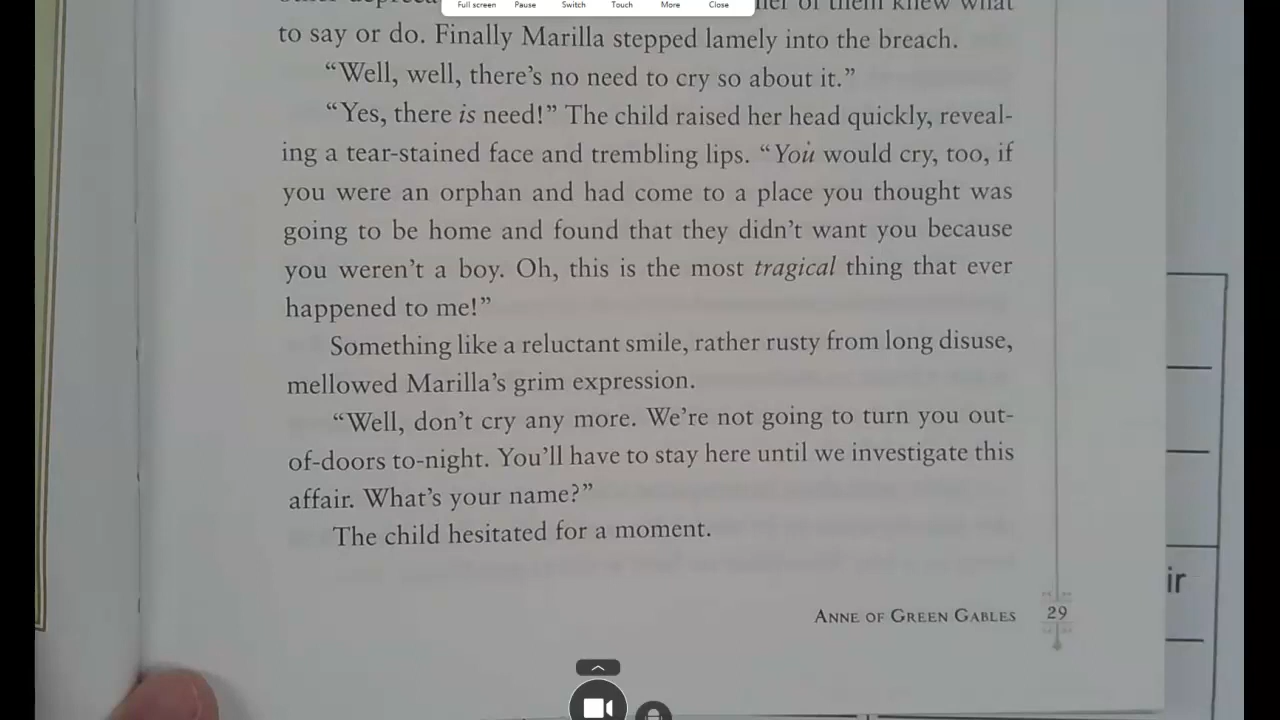 Full screen Pause Switch Touch More Close
of them knew what
to say or do. Finally Marilla stepped lamely into the breach.
“Well, well, there’s no need to cry so about it.”
“Yes, there is need!” The child raised her head quickly, reveal-
ing a tear-stained face and trembling lips. “You would cry, too, if
you were an orphan and had come to a place you thought was
going to be home and found that they didn’t want you because
you weren’t a boy. Oh, this is the most tragical thing that ever
happened to me!”
Something like a reluctant smile, rather rusty from long disuse,
mellowed Marilla’s grim expression.
“Well, don’t cry any more. We’re not going to turn you out-
of-doors to-night. You’ll have to stay here until we investigate this
affair. What’s your name?”
The child hesitated for a moment.
ir
ANNE OF GREEN GABLES 29